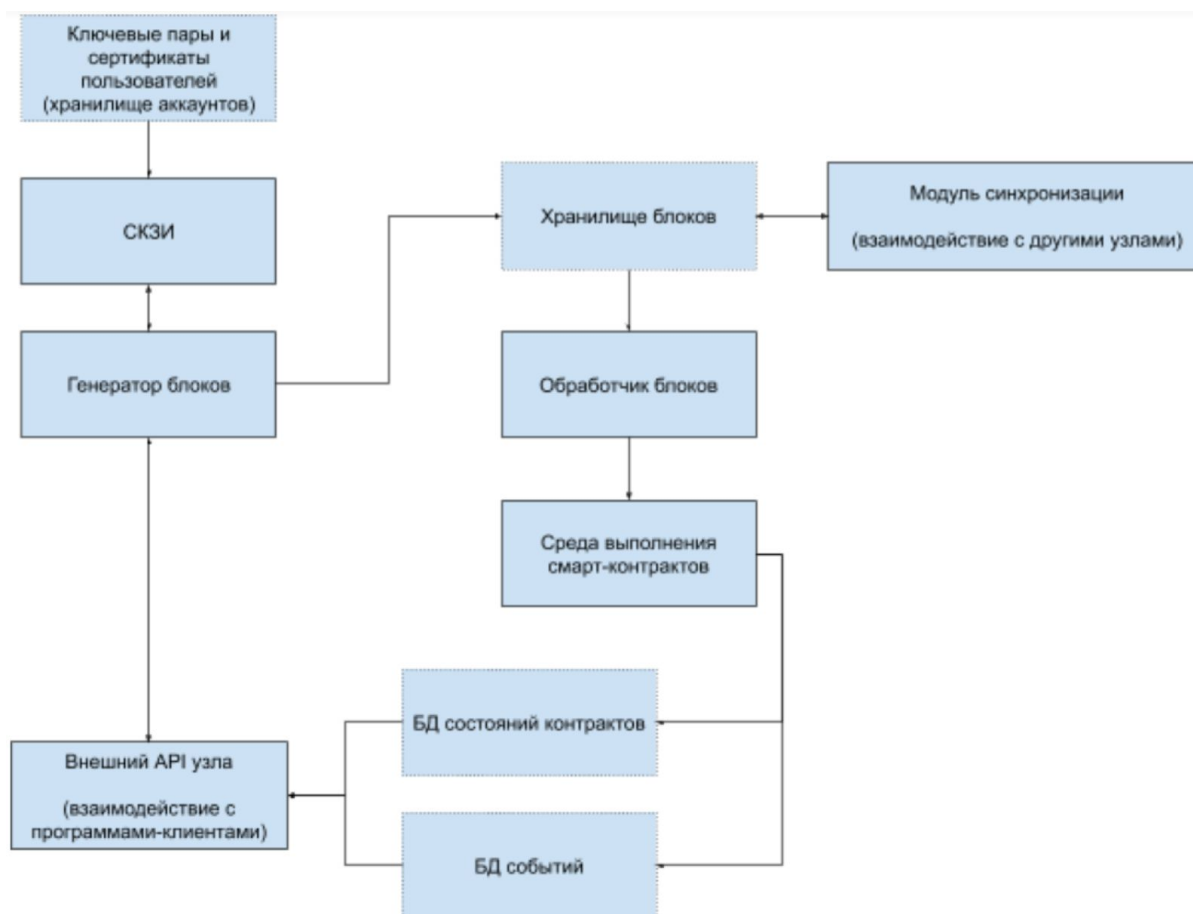 Ключевые пары и
сертификаты
пользователей
(хранилище аккаунтов)
СКЗИ
Хранилище блоков
Модуль синхронизации
(взаимодействие с другими узлами)
Генератор блоков
Обработчик блоков
Среда выполнения
смарт-контрактов
БД состояний контрактов
Внешний API узла
(взаимодействие с
программами-клиентами)
БД событий